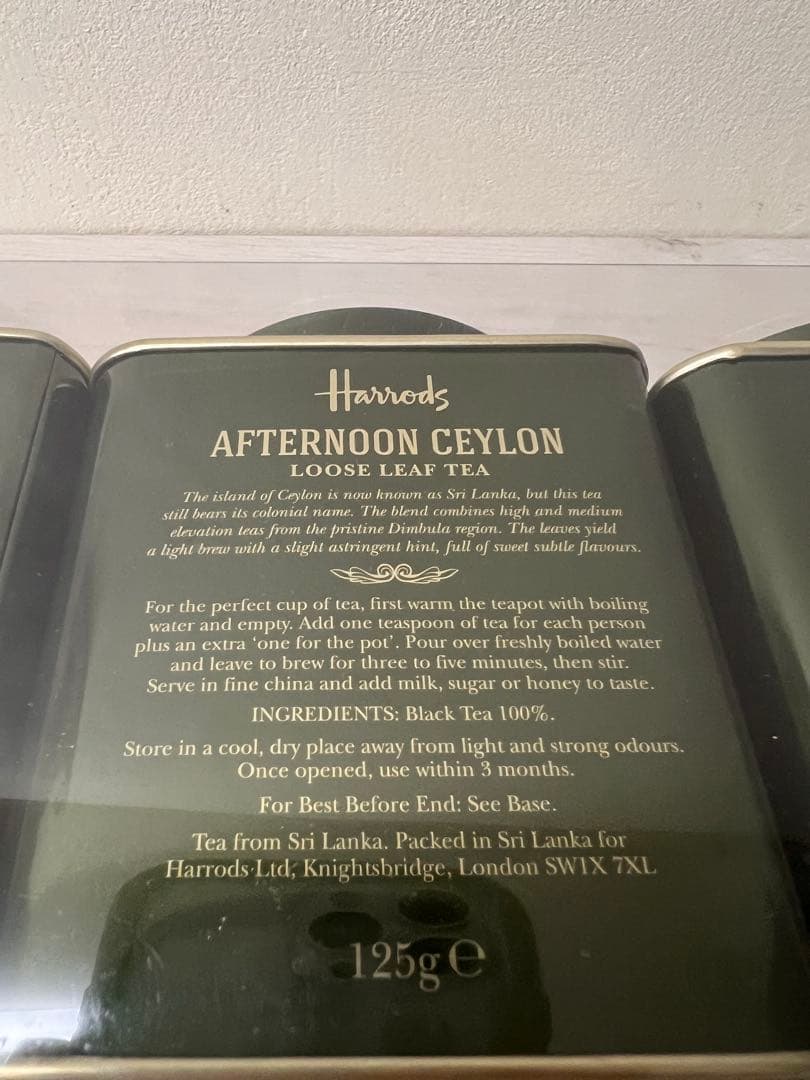 Harrods
AFTERNOON CEYLON
LOOSE LEAF TEA
The island of Ceylon is now known as Sri Lanka, but this tea
still bears its colonial name. The blend combines high and medium
elevation teas from the pristine Dimbula region. The leaves yield
a light brew with a slight astringent hint, full of sweet subtle flavours.
For the perfect cup of tea, first warm the teapot with boiling
water and empty. Add one teaspoon of tea for each person
plus an extra ‘one for the pot’. Pour over freshly boiled water
and leave to brew for three to five minutes, then stir.
Serve in fine china and add milk, sugar or honey to taste.
INGREDIENTS: Black Tea 100%.
Store in a cool, dry place away from light and strong odours.
Once opened, use within 3 months.
For Best Before End: See Base.
Tea from Sri Lanka. Packed in Sri Lanka for
Harrods Ltd, Knightsbridge, London SW1X 7XL
125g ℮